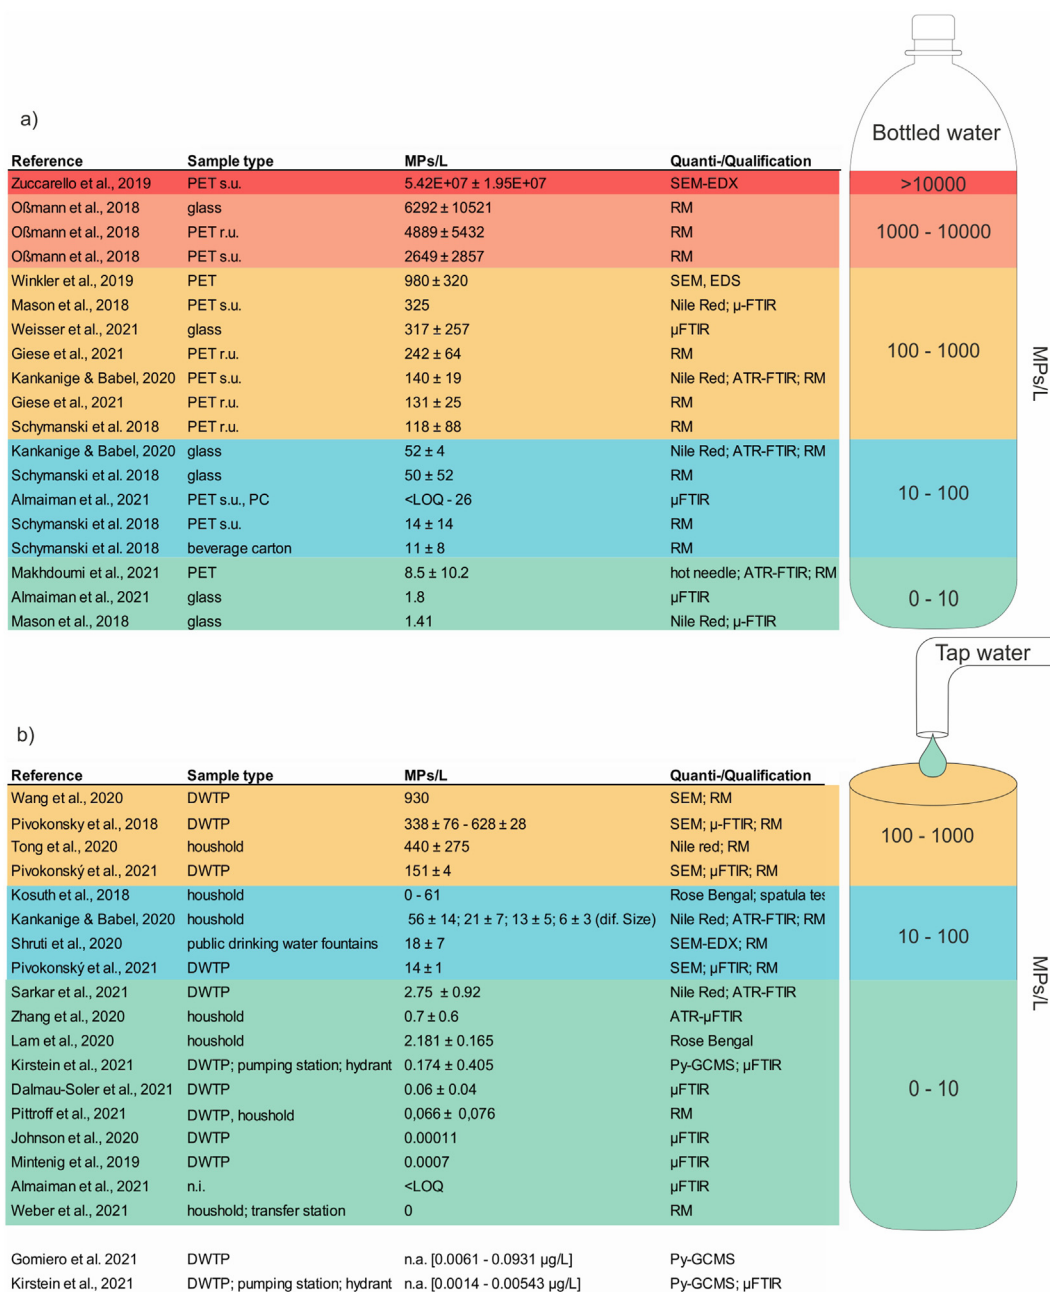 a)
Bottled water
Reference Sample type MPs/L Quanti-/Qualification
Zuccarello et al., 2019 PET s.u. 5.42E+07 ± 1.95E+07 SEM-EDX >10000
Oßmann et al., 2018 glass 6292 ± 10521 RM
Oßmann et al., 2018 PET r.u. 4889 ± 5432 RM 1000 - 10000
Oßmann et al., 2018 PET s.u. 2649 ± 2857 RM
Winkler et al., 2019 PET 980 ± 320 SEM, EDS
Mason et al., 2018 PET s.u. 325 Nile Red; µ-FTIR
Weisser et al., 2021 glass 317 ± 257 µFTIR
Giese et al., 2021 PET r.u. 242 ± 64 RM 100 - 1000
Kankanige & Babel, 2020 PET s.u. 140 ± 19 Nile Red; ATR-FTIR; RM
Giese et al., 2021 PET r.u. 131 ± 25 RM
Schymanski et al. 2018 PET r.u. 118 ± 88 RM
Kankanige & Babel, 2020 glass 52 ± 4 Nile Red; ATR-FTIR; RM
Schymanski et al. 2018 glass 50 ± 52 RM
Almaiman et al., 2021 PET s.u., PC <LOQ - 26 µFTIR 10 - 100
Schymanski et al. 2018 PET s.u. 14 ± 14 RM
Schymanski et al. 2018 beverage carton 11 ± 8 RM
Makhdoumi et al., 2021 PET 8.5 ± 10.2 hot needle; ATR-FTIR; RM
Almaiman et al., 2021 glass 1.8 µFTIR 0 - 10
Mason et al., 2018 glass 1.41 Nile Red; µ-FTIR
MPs/L
Tap water
b)
Reference Sample type MPs/L Quanti-/Qualification
Wang et al., 2020 DWTP 930 SEM; RM
Pivokonsky et al., 2018 DWTP 338 ± 76 - 628 ± 28 SEM; µ-FTIR; RM 100 - 1000
Tong et al., 2020 houshold 440 ± 275 Nile red; RM
Pivokonský et al., 2021 DWTP 151 ± 4 SEM; µFTIR; RM
Kosuth et al., 2018 houshold 0 - 61 Rose Bengal; spatula tes
Kankanige & Babel, 2020 houshold 56 ± 14; 21 ± 7; 13 ± 5; 6 ± 3 (dif. Size) Nile Red; ATR-FTIR; RM
Shruti et al., 2020 public drinking water fountains 18 ± 7 SEM-EDX; RM 10 - 100
Pivokonský et al., 2021 DWTP 14 ± 1 SEM; µFTIR; RM
Sarkar et al., 2021 DWTP 2.75 ± 0.92 Nile Red; ATR-FTIR
Zhang et al., 2020 houshold 0.7 ± 0.6 ATR-µFTIR
Lam et al., 2020 houshold 2.181 ± 0.165 Rose Bengal
Kirstein et al., 2021 DWTP; pumping station; hydrant 0.174 ± 0.405 Py-GCMS; µFTIR
Dalmau-Soler et al., 2021 DWTP 0.06 ± 0.04 µFTIR 0 - 10
Pittroff et al., 2021 DWTP, houshold 0,066 ± 0,076 RM
Johnson et al., 2020 DWTP 0.00011 µFTIR
Mintenig et al., 2019 DWTP 0.0007 µFTIR
Almaiman et al., 2021 n.i. <LOQ µFTIR
Weber et al., 2021 houshold; transfer station 0 RM
MPs/L
Gomiero et al. 2021 DWTP n.a. [0.0061 - 0.0931 µg/L] Py-GCMS
Kirstein et al., 2021 DWTP; pumping station; hydrant n.a. [0.0014 - 0.00543 µg/L] Py-GCMS; µFTIR